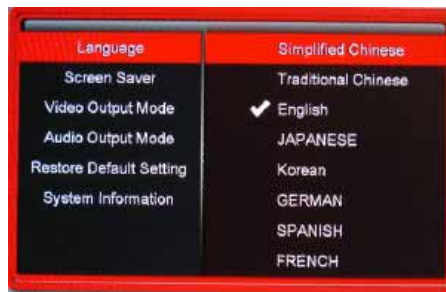 Language
Screen Saver
Video Output Mode
Audio Output Mode
Restore Default Setting
System Information
Simplified Chinese
Traditional Chinese
English
JAPANESE
Korean
GERMAN
SPANISH
FRENCH